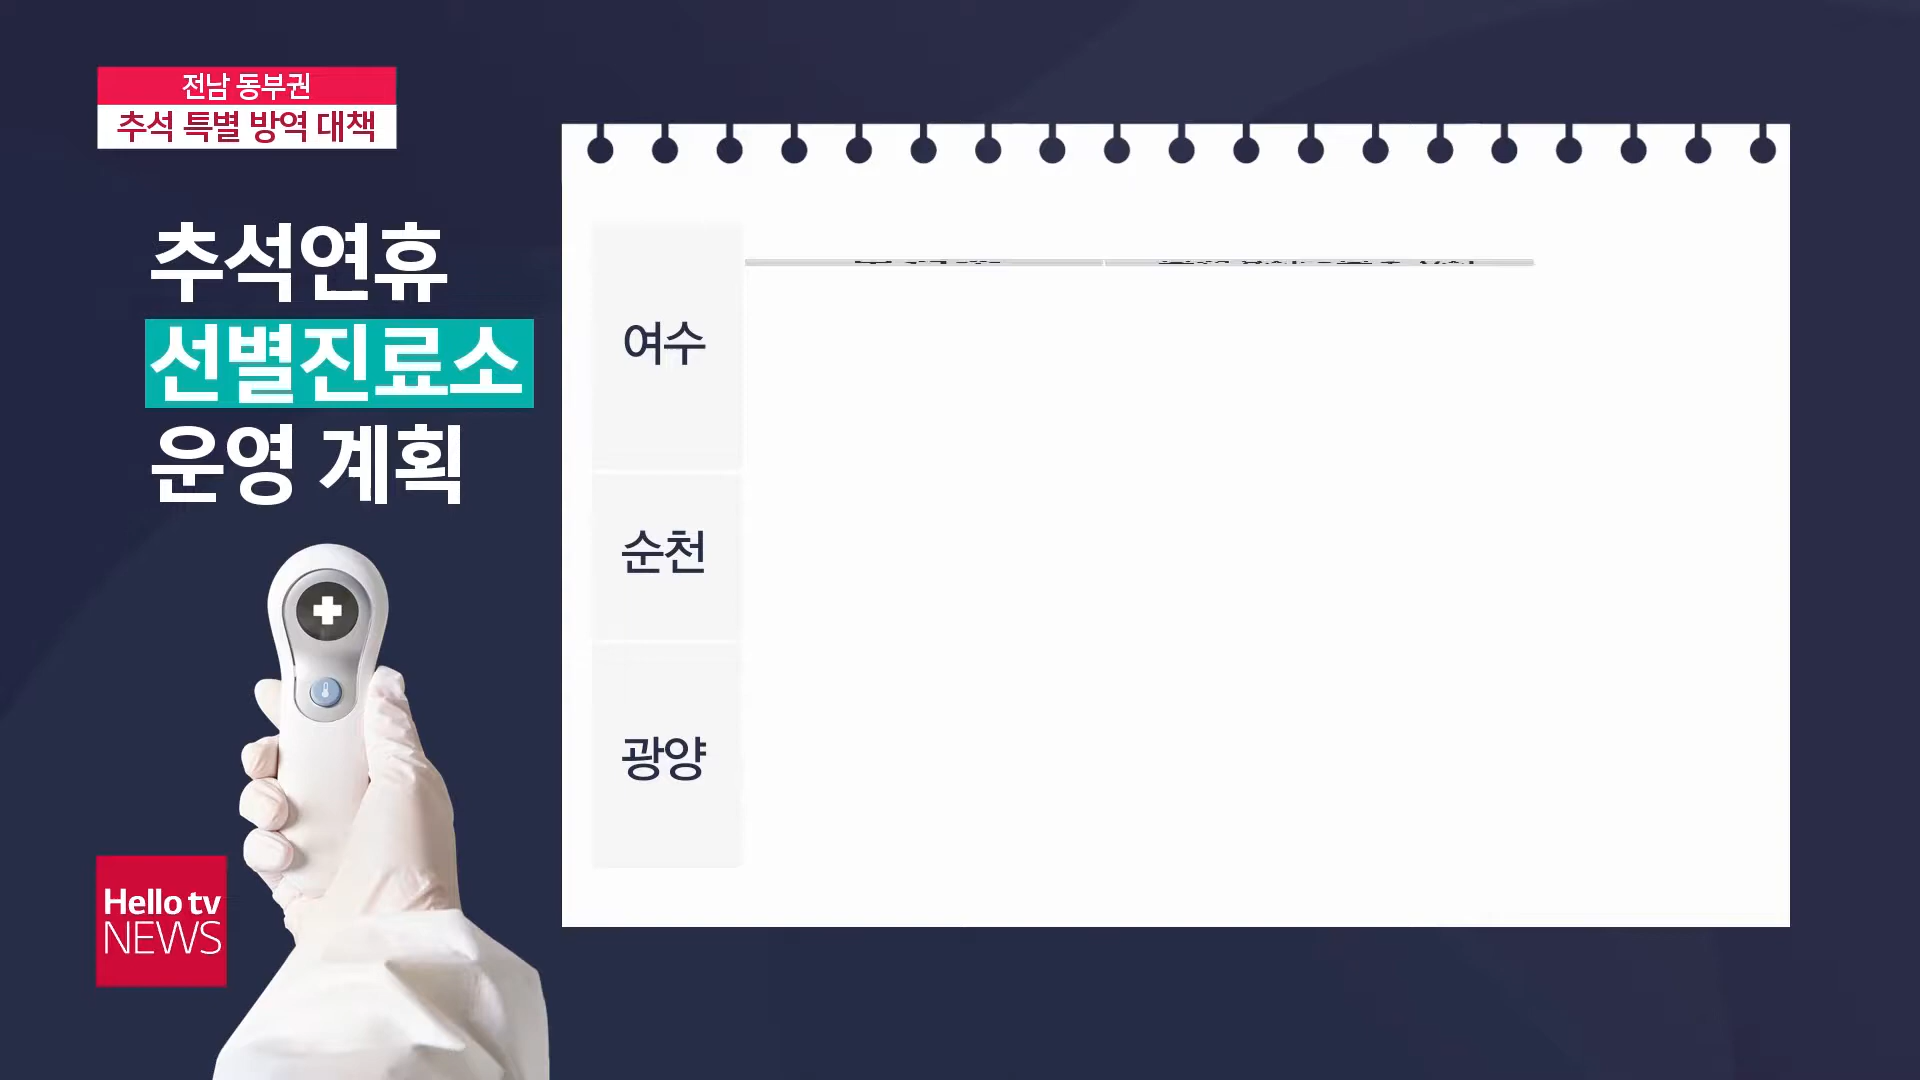 전남 동부권
추석 특별 방역 대책
추석연휴
선별진료소
운영 계획
여수
순천
광양
Hello tv
NEWS